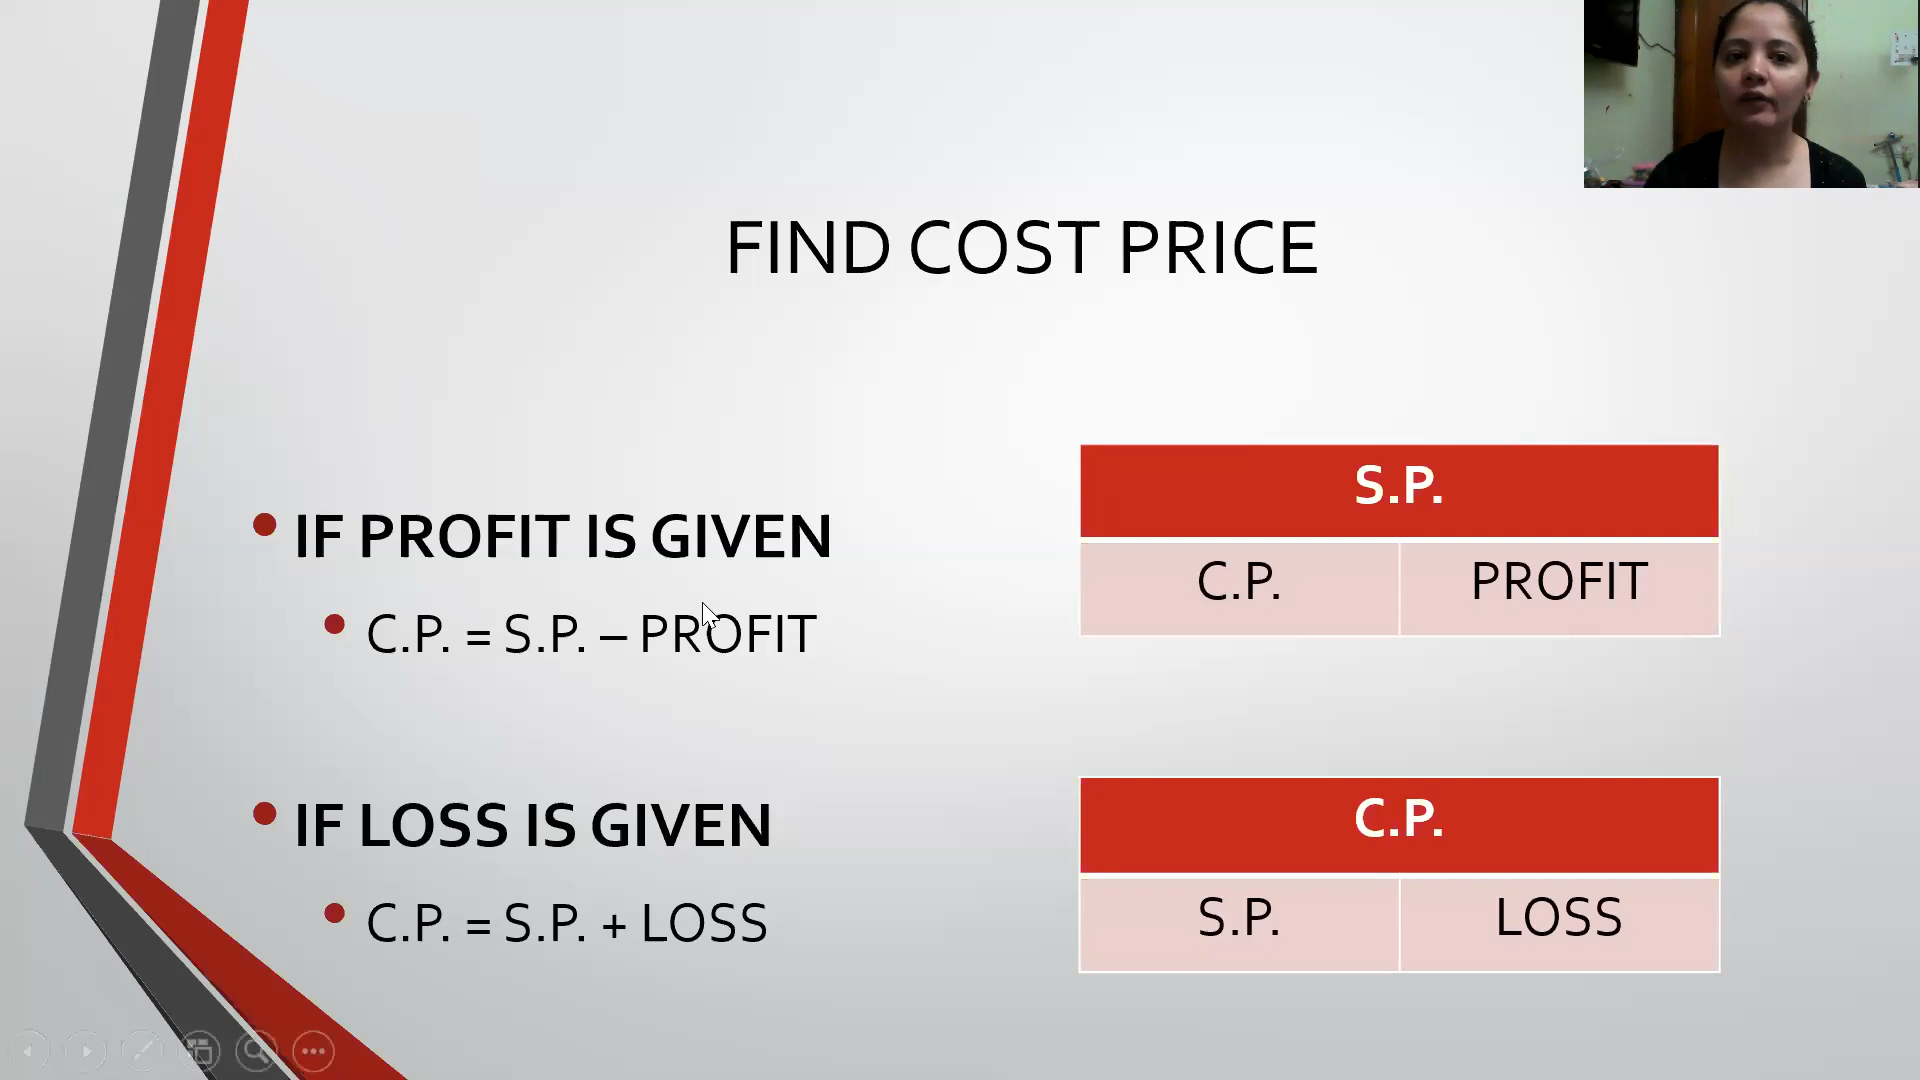 FIND COST PRICE
IF PROFIT IS GIVEN
C.P. = S.P. – PROFIT
IF LOSS IS GIVEN
C.P. = S.P. + LOSS
S.P.
C.P. PROFIT
C.P.
S.P. LOSS